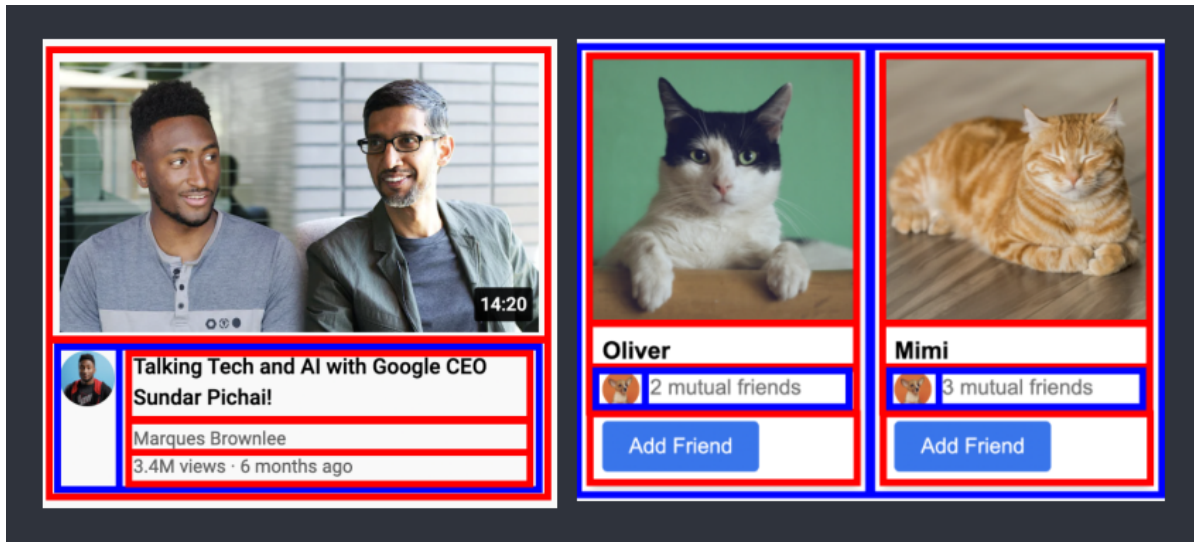 14:20
Talking Tech and AI with Google CEO
Sundar Pichai!
Marques Brownlee
3.4M views · 6 months ago
Oliver
2 mutual friends
Add Friend
Mimi
3 mutual friends
Add Friend